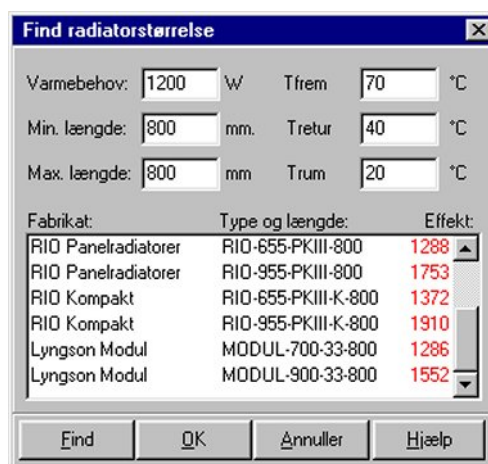 Find radiatorstørrelse
Varmebehov: 1200 W Tfrem 70 °C
Min. længde: 800 mm. Tretur 40 °C
Max. længde: 800 mm Trum 20 °C
Fabrikat: Type og længde: Effekt:
RIO Panelradiatorer RIO-655-PKIII-800 1288
RIO Panelradiatorer RIO-955-PKIII-800 1753
RIO Kompakt RIO-655-PKIII-K-800 1372
RIO Kompakt RIO-955-PKIII-K-800 1910
Lyngson Modul MODUL-700-33-800 1286
Lyngson Modul MODUL-900-33-800 1552
Find OK Annuller Hjælp